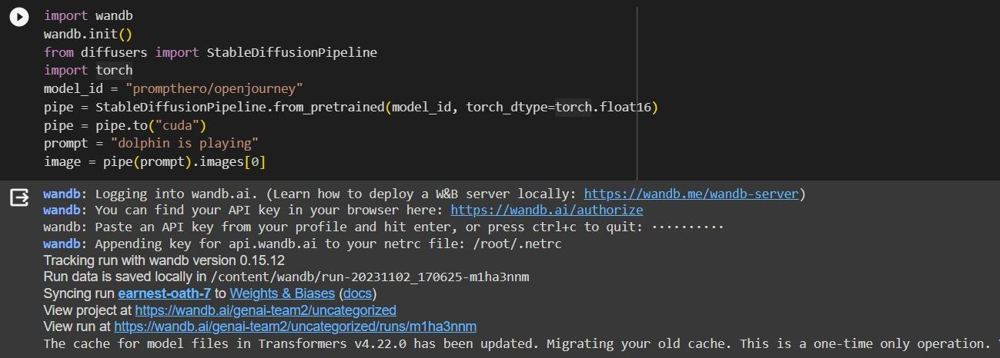 import wandb
wandb.init()
from diffusers import StableDiffusionPipeline
import torch
model_id = "prompthero/openjourney"
pipe = StableDiffusionPipeline.from_pretrained(model_id, torch_dtype=torch.float16)
pipe = pipe.to("cuda")
prompt = "dolphin is playing"
image = pipe(prompt).images[0]
wandb: Logging into wandb.ai. (Learn how to deploy a W&B server locally: https://wandb.me/wandb-server)
wandb: You can find your API key in your browser here: https://wandb.ai/authorize
wandb: Paste an API key from your profile and hit enter, or press ctrl+c to quit: ··········
wandb: Appending key for api.wandb.ai to your netrc file: /root/.netrc
Tracking run with wandb version 0.15.12
Run data is saved locally in /content/wandb/run-20231102_170625-m1ha3nnm
Syncing run earnest-oath-7 to Weights & Biases (docs)
View project at https://wandb.ai/genai-team2/uncategorized
View run at https://wandb.ai/genai-team2/uncategorized/runs/m1ha3nnm
The cache for model files in Transformers v4.22.0 has been updated. Migrating your old cache. This is a one-time only operation.